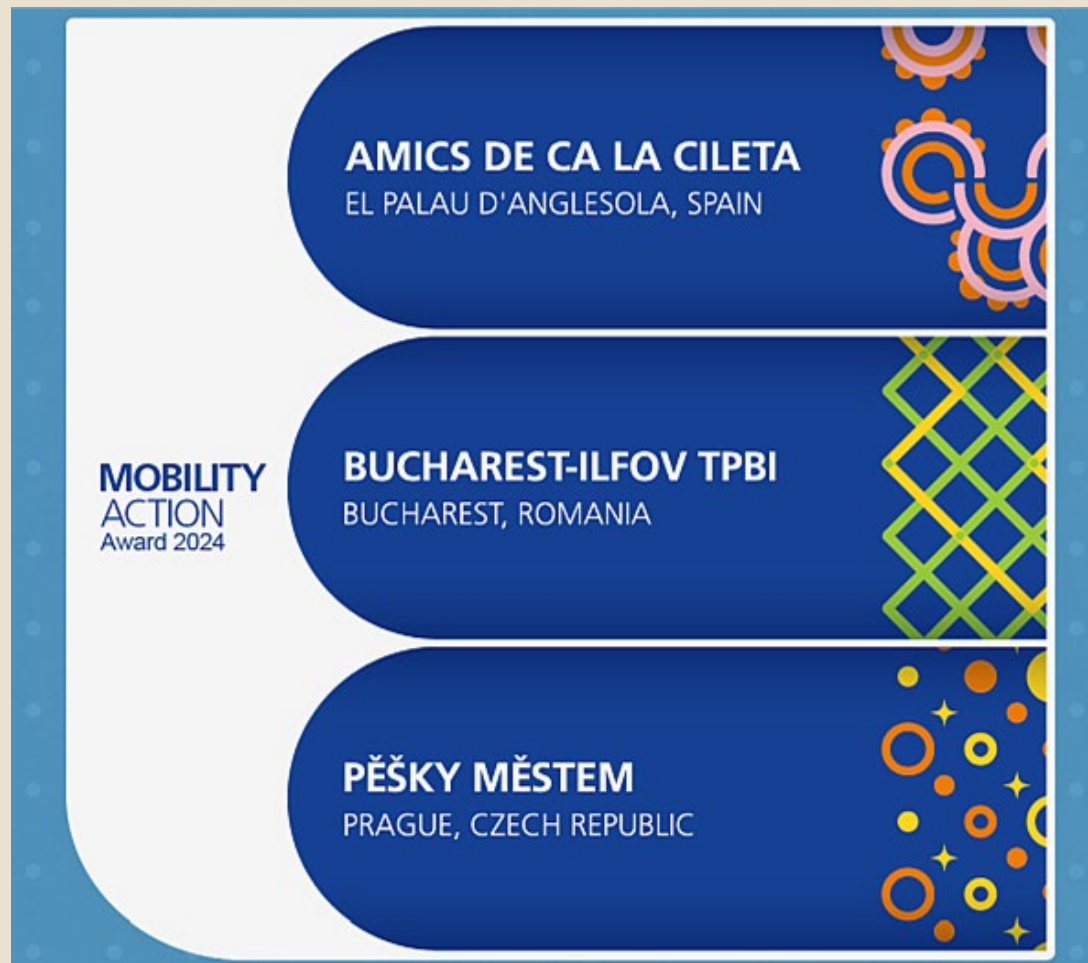 MOBILITY
ACTION
Award 2024
AMICS DE CA LA CILETA
EL PALAU D'ANGLESOLA, SPAIN
BUCHAREST-ILFOV TPBI
BUCHAREST, ROMANIA
PĚŠKY MĚSTEM
PRAGUE, CZECH REPUBLIC